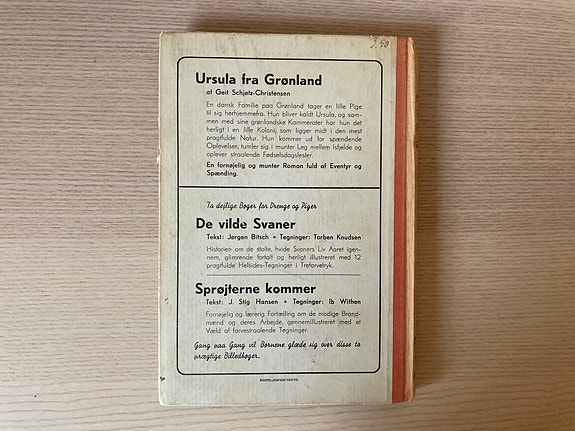 3.50
Ursula fra Grønland
af Geit Schjøtz-Christensen
En dansk Familie paa Grønland tager en lille Pige
til sig herhjemmefra. Hun bliver kaldt Ursula, og sam-
men med sine grønlandske Kammerater har hun det
herligt i en lille Koloni, som ligger midt i den mest
pragtfulde Natur. Hun kommer ud for spændende
Oplevelser, tumler sig i munter Leg mellem Isfjelde og
oplever straalende Fødselsdagsfester.
En fornøjelig og munter Roman fuld af Eventyr og
Spænding.
To dejlige Bøger for Drenge og Piger
De vilde Svaner
Tekst: Jørgen Bitsch + Tegninger: Torben Knudsen
Historien om de stolte, hvide Svaners Liv Aaret igen-
nem, glimrende fortalt og herligt illustreret med 12
pragtfulde Helsides-Tegninger i Trefarvetryk.
Sprøjterne kommer
Tekst: J. Stig Hansen + Tegninger: Ib Withen
Fornøjelig og lærerig Fortælling om de modige Brand-
mænd og deres Arbejde, gennemillustreret med et
Væld af farvestraalende Tegninger.
Gang paa Gang vil Børnene glæde sig over disse to
prægtige Billedbøger.